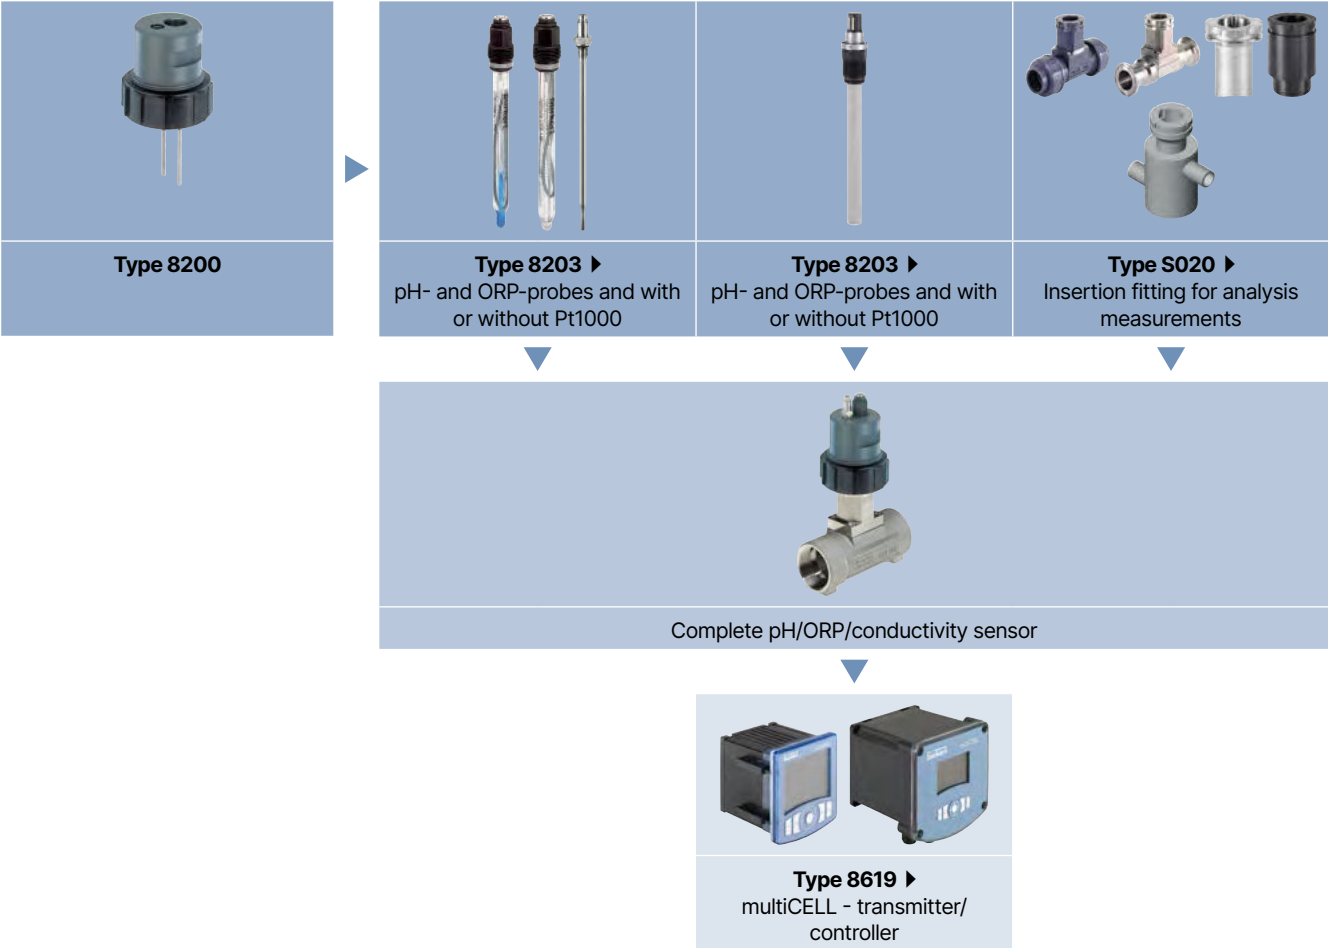 Type 8200
Type 8203
pH- and ORP-probes and with
or without Pt1000
Type 8203
pH- and ORP-probes and with
or without Pt1000
Type S020
Insertion fitting for analysis
measurements
Complete pH/ORP/conductivity sensor
Type 8619
multiCELL - transmitter/
controller